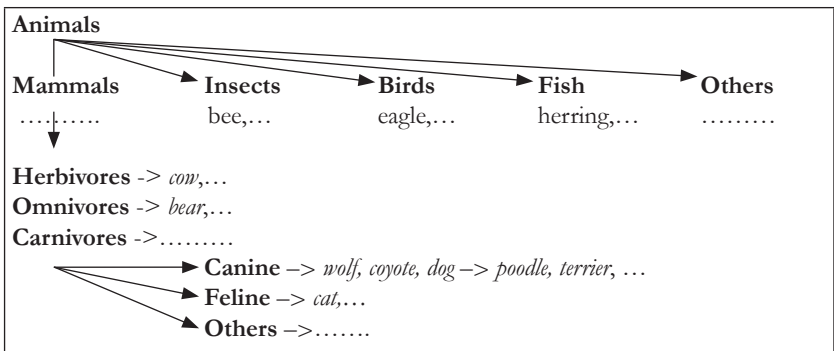 Animals
Mammals Insects Birds Fish Others
………. bee,… eagle,… herring,… ………
Herbivores -> cow,…
Omnivores -> bear,…
Carnivores ->………
Canine –> wolf, coyote, dog –> poodle, terrier, …
Feline –> cat,…
Others –>…….